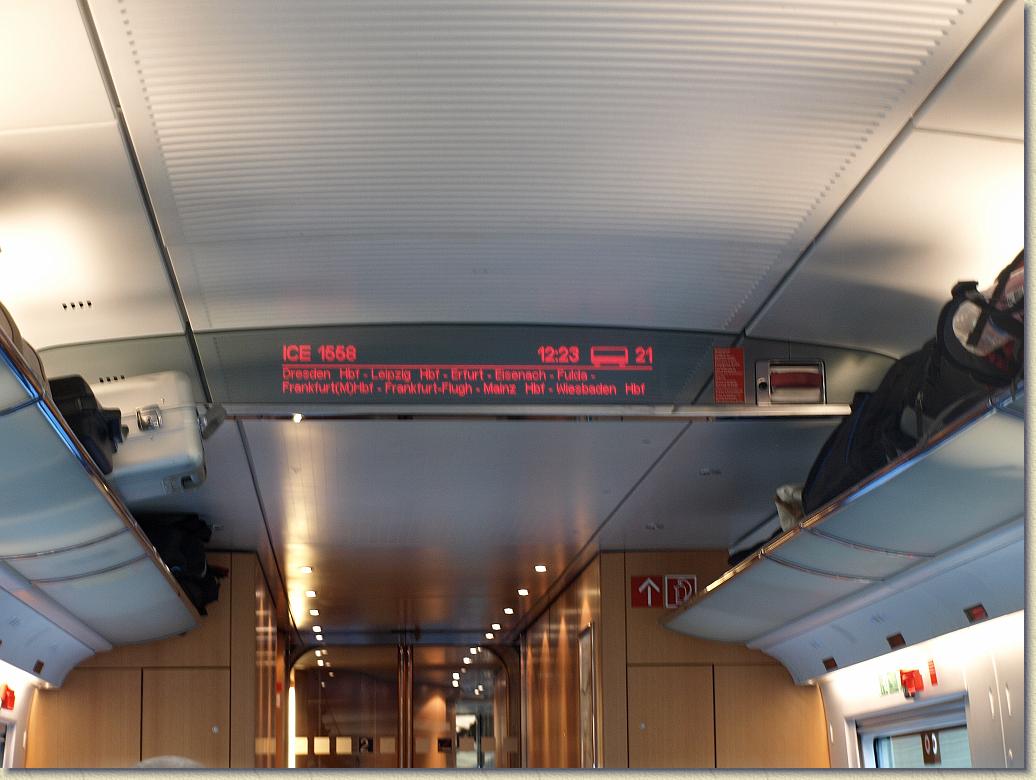 ICE 1558 12:23 21
Dresden Hbf - Leipzig Hbf - Erfurt - Eisenach - Fulda -
Frankfurt(M)Hbf - Frankfurt-Flugh - Mainz Hbf - Wiesbaden Hbf
2